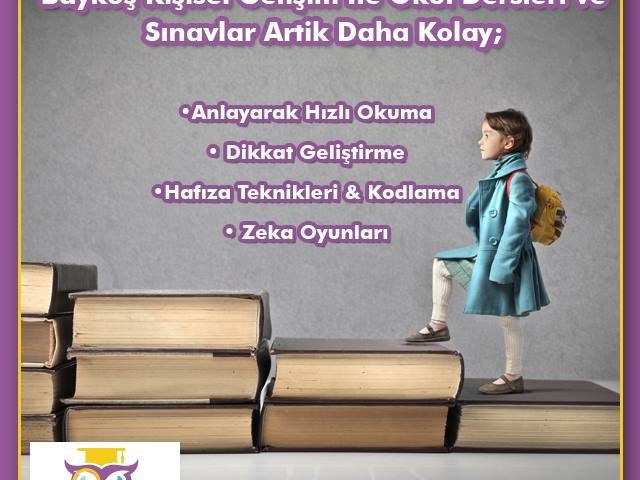 Baykuş Kişisel Gelişim ile Okul Dersleri ve
Sınavlar Artik Daha Kolay;
•Anlayarak Hızlı Okuma
• Dikkat Geliştirme
•Hafıza Teknikleri & Kodlama
• Zeka Oyunları